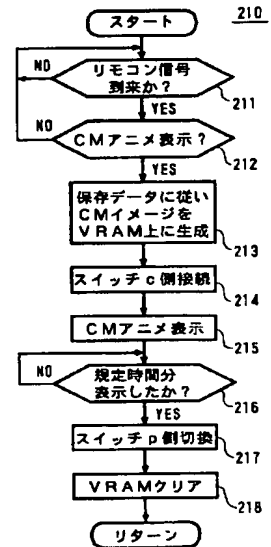 210
スタート
リモコン信号
到来か?
NO
YES
211
CMアニメ表示?
NO
YES
212
保存データに従い
CMイメージを
VRAM上に生成
213
スイッチc側接続
214
CMアニメ表示
215
規定時間分
表示したか?
NO
YES
216
スイッチp側切換
217
VRAMクリア
218
リターン